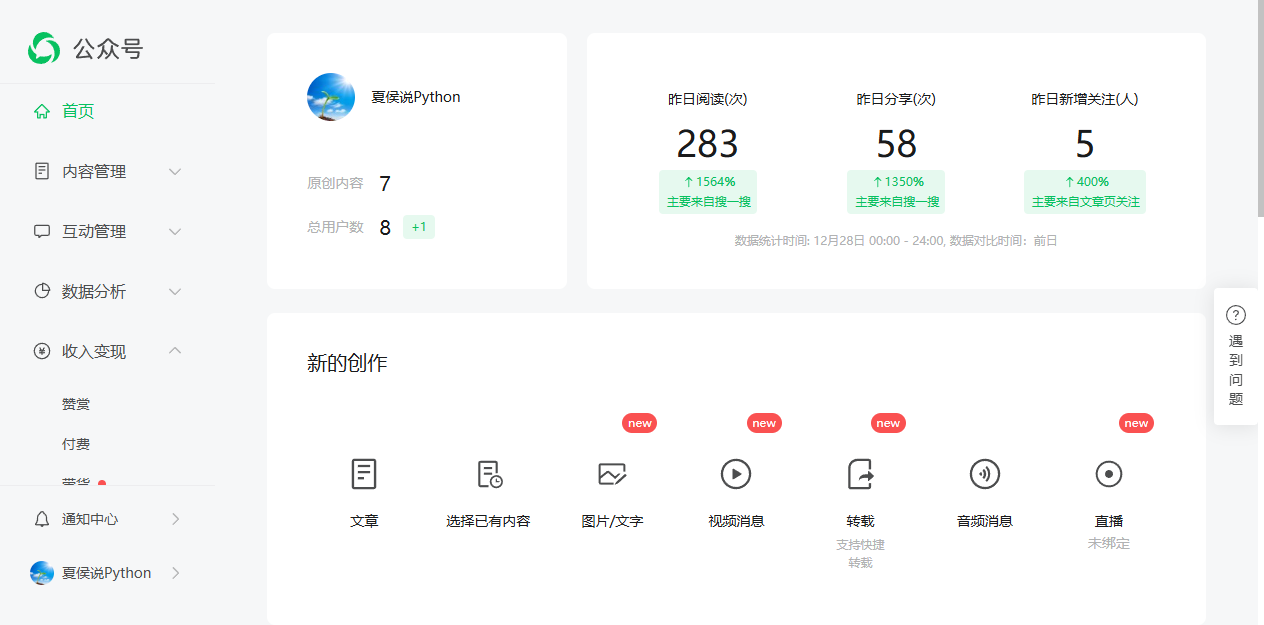 公众号
首页
内容管理
互动管理
数据分析
收入变现
赞赏
付费
带货
通知中心
夏侯说Python
夏侯说Python
原创内容 7
总用户数 8 +1
昨日阅读(次) 昨日分享(次) 昨日新增关注(人)
283 58 5
↑ 1564% ↑ 1350% ↑ 400%
主要来自搜一搜 主要来自搜一搜 主要来自文章页关注
数据统计时间: 12月28日 00:00 - 24:00, 数据对比时间：前日
新的创作
new new new new
文章 选择已有内容 图片/文字 视频消息 转载 音频消息 直播
支持快捷 未绑定
转载
?
遇
到
问
题